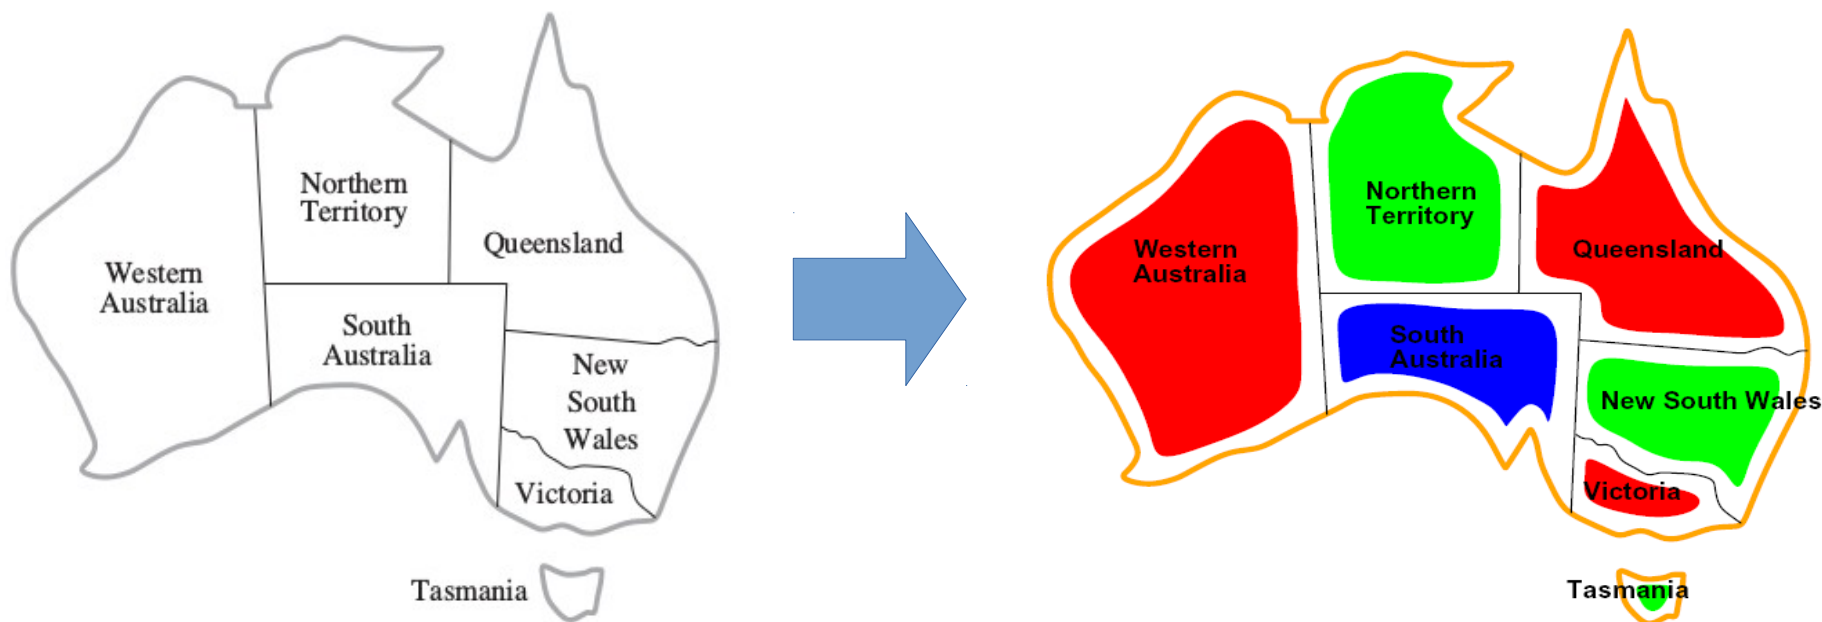 Northern
Territory
Queensland
Western
Australia
South
Australia
New
South
Wales
Victoria
Tasmania
Northern
Territory
Western
Australia
Queensland
South
Australia
New South Wales
Victoria
Tasmania